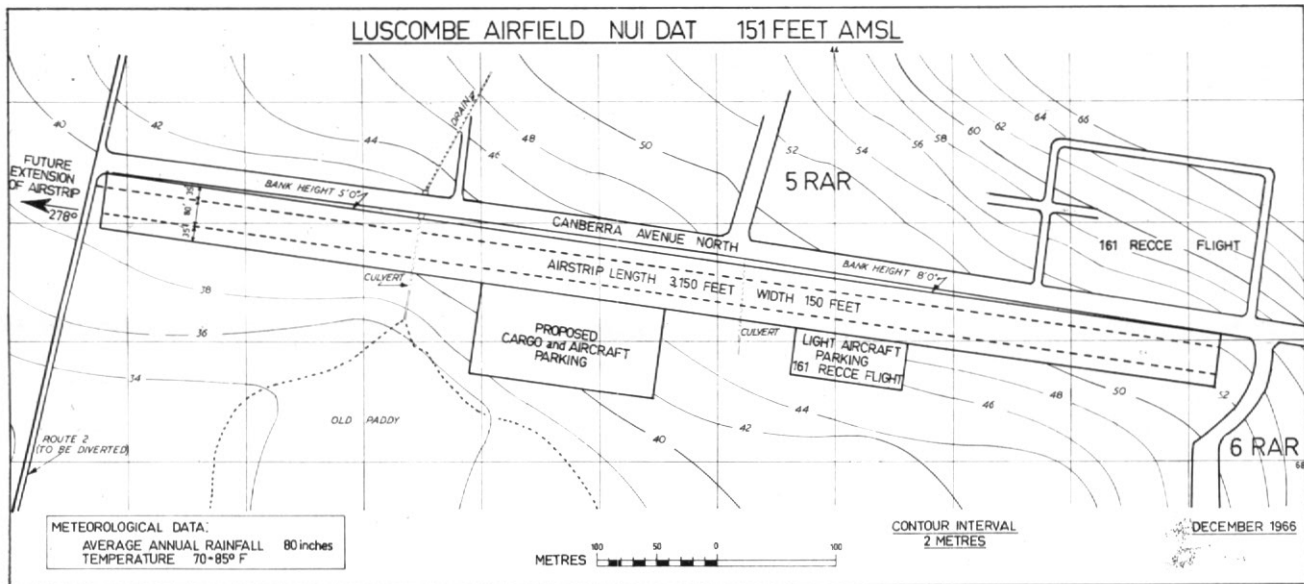 LUSCOMBE AIRFIELD NUI DAT 151 FEET AMSL
44
40
42
44
46
48
50
52
54
56
58
60
62
64
66
DRAIN
FUTURE
EXTENSION
OF AIRSTRIP
278°
BANK HEIGHT 5'0"
35'
80'
35'
5 RAR
CANBERRA AVENUE NORTH
161 RECCE FLIGHT
BANK HEIGHT 8'0"
AIRSTRIP LENGTH 3,150 FEET WIDTH 150 FEET
CULVERT
CULVERT
38
36
34
PROPOSED
CARGO and AIRCRAFT
PARKING
LIGHT AIRCRAFT
PARKING
161 RECCE FLIGHT
40
42
44
46
48
50
52
OLD PADDY
ROUTE 2
(TO BE DIVERTED)
6 RAR
68
METEOROLOGICAL DATA:
AVERAGE ANNUAL RAINFALL 80 inches
TEMPERATURE 70-85° F
METRES 100 50 0 100
CONTOUR INTERVAL
2 METRES
DECEMBER 1966